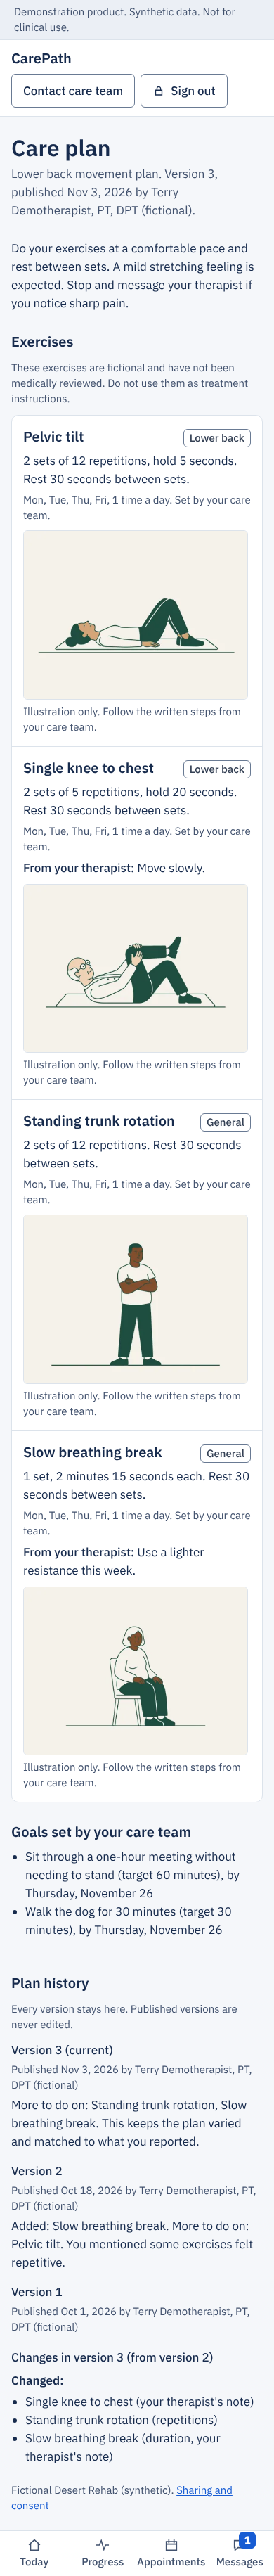 Demonstration product. Synthetic data. Not for
clinical use.
CarePath
Contact care team
Sign out
Care plan
Lower back movement plan. Version 3,
published Nov 3, 2026 by Terry
Demotherapist, PT, DPT (fictional).
Do your exercises at a comfortable pace and
rest between sets. A mild stretching feeling is
expected. Stop and message your therapist if
you notice sharp pain.
Exercises
These exercises are fictional and have not been
medically reviewed. Do not use them as treatment
instructions.
Pelvic tilt
Lower back
2 sets of 12 repetitions, hold 5 seconds.
Rest 30 seconds between sets.
Mon, Tue, Thu, Fri, 1 time a day. Set by your care
team.
Illustration only. Follow the written steps from
your care team.
Single knee to chest
Lower back
2 sets of 5 repetitions, hold 20 seconds.
Rest 30 seconds between sets.
Mon, Tue, Thu, Fri, 1 time a day. Set by your care
team.
From your therapist: Move slowly.
Illustration only. Follow the written steps from
your care team.
Standing trunk rotation
General
2 sets of 12 repetitions. Rest 30 seconds
between sets.
Mon, Tue, Thu, Fri, 1 time a day. Set by your care
team.
Illustration only. Follow the written steps from
your care team.
Slow breathing break
General
1 set, 2 minutes 15 seconds each. Rest 30
seconds between sets.
Mon, Tue, Thu, Fri, 1 time a day. Set by your care
team.
From your therapist: Use a lighter
resistance this week.
Illustration only. Follow the written steps from
your care team.
Goals set by your care team
• Sit through a one-hour meeting without
needing to stand (target 60 minutes), by
Thursday, November 26
• Walk the dog for 30 minutes (target 30
minutes), by Thursday, November 26
Plan history
Every version stays here. Published versions are
never edited.
Version 3 (current)
Published Nov 3, 2026 by Terry Demotherapist, PT,
DPT (fictional)
More to do on: Standing trunk rotation, Slow
breathing break. This keeps the plan varied
and matched to what you reported.
Version 2
Published Oct 18, 2026 by Terry Demotherapist, PT,
DPT (fictional)
Added: Slow breathing break. More to do on:
Pelvic tilt. You mentioned some exercises felt
repetitive.
Version 1
Published Oct 1, 2026 by Terry Demotherapist, PT,
DPT (fictional)
Changes in version 3 (from version 2)
Changed:
• Single knee to chest (your therapist's note)
• Standing trunk rotation (repetitions)
• Slow breathing break (duration, your
therapist's note)
Fictional Desert Rehab (synthetic). Sharing and
consent
1
Today
Progress
Appointments
Messages